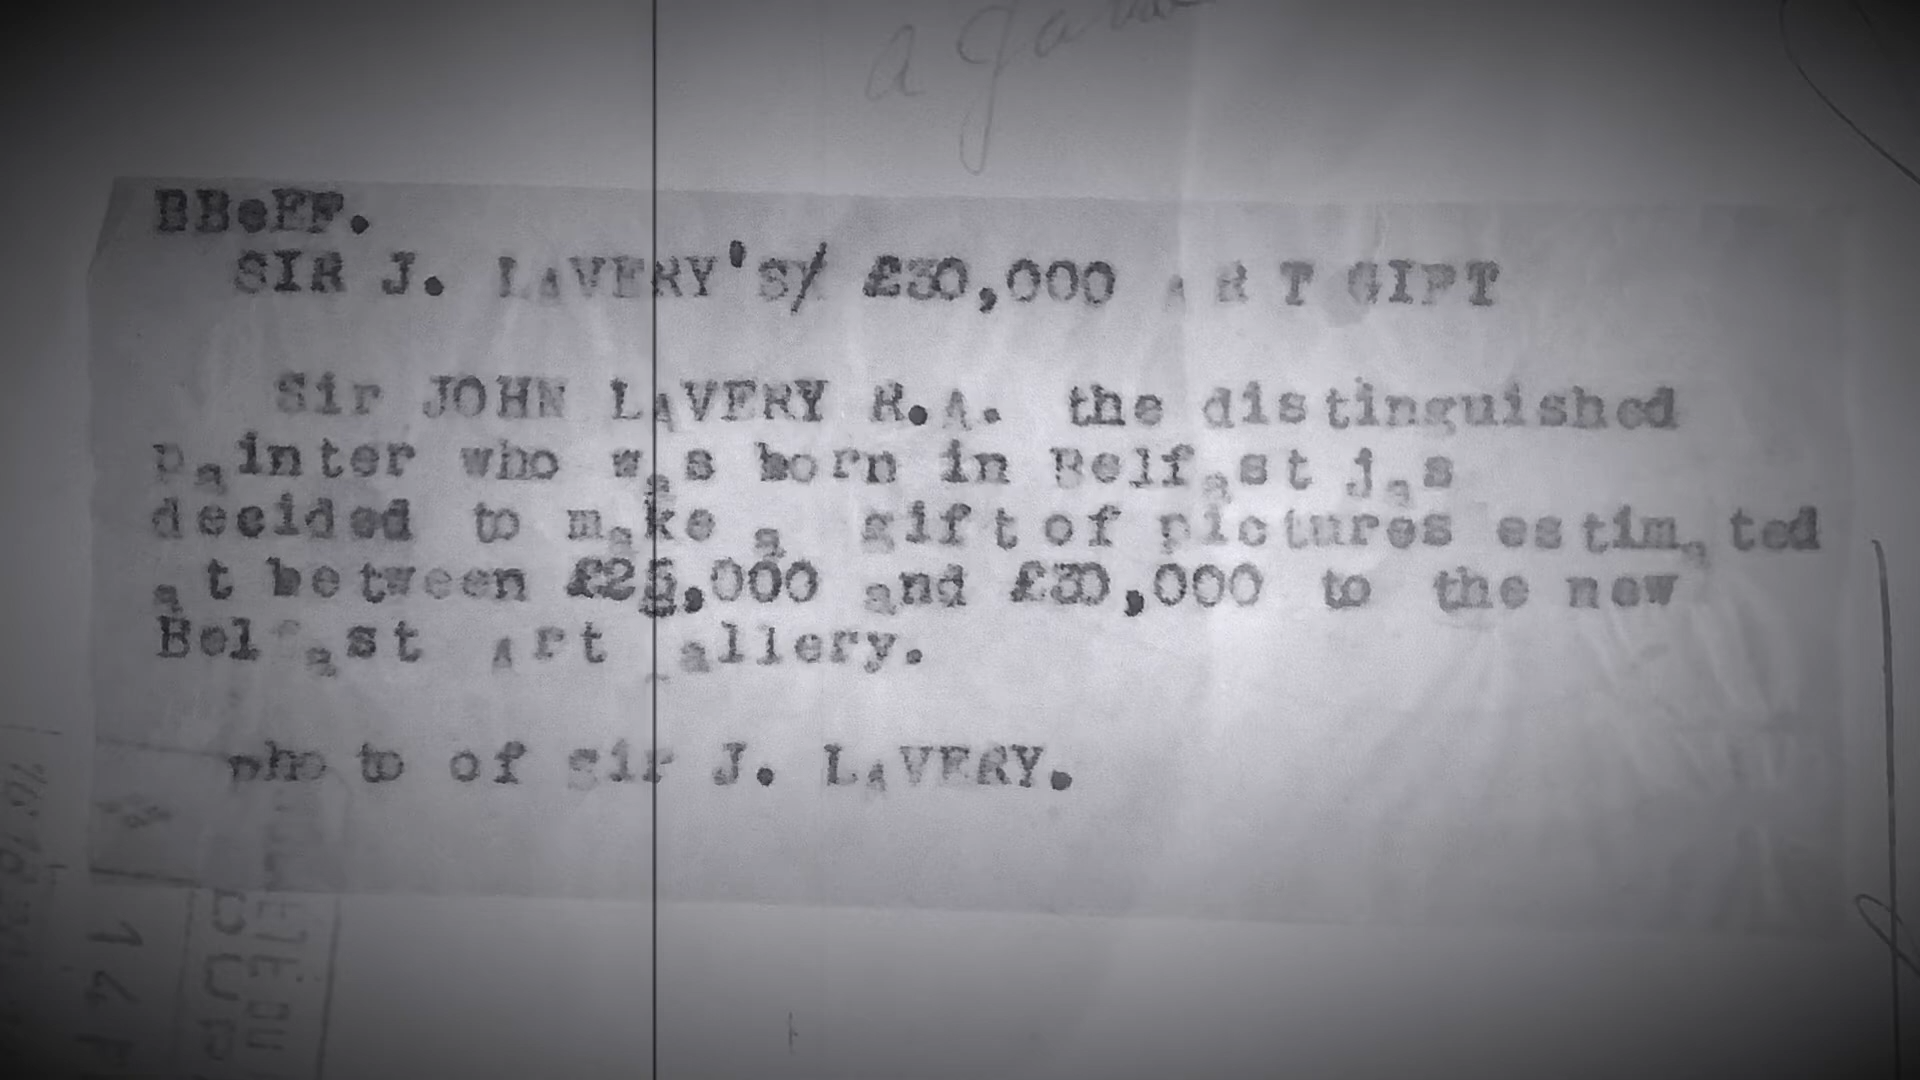 a
BBeFF.
SIR J. LAVERY'S/ £30,000 ART GIFT
Sir JOHN LAVERY R.A. the distinguished
painter who was born in Belfast jas
decided to make a gift of pictures estimated
at between £25,000 and £30,000 to the new
Belfast Art allery.
photo of sir J. LAVERY.